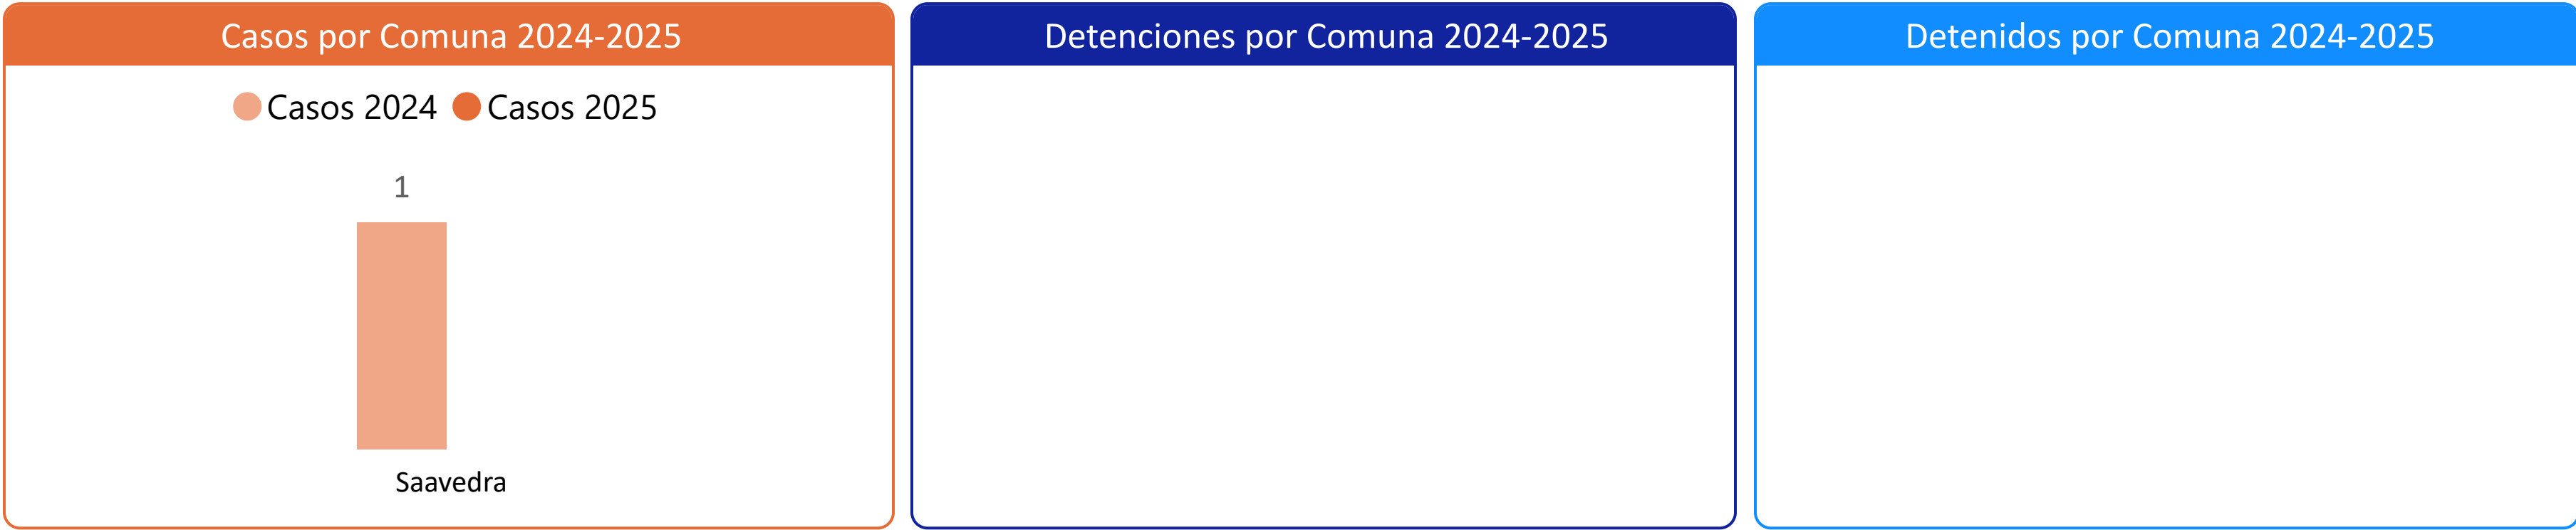 Casos por Comuna 2024-2025
Casos 2024 Casos 2025
1
Saavedra
Detenciones por Comuna 2024-2025
Detenidos por Comuna 2024-2025